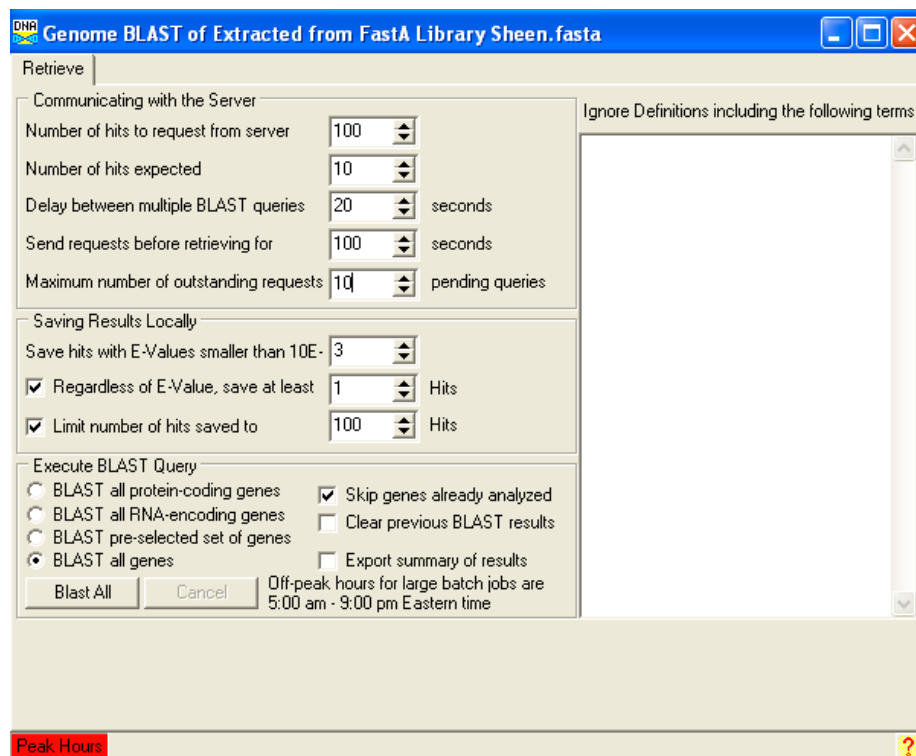 DNA Genome BLAST of Extracted from FastA Library Sheen.fasta
Retrieve
Communicating with the Server
Number of hits to request from server 100
Number of hits expected 10
Delay between multiple BLAST queries 20 seconds
Send requests before retrieving for 100 seconds
Maximum number of outstanding requests 10 pending queries
Saving Results Locally
Save hits with E-Values smaller than 10E- 3
Regardless of E-Value, save at least 1 Hits
Limit number of hits saved to 100 Hits
Execute BLAST Query
BLAST all protein-coding genes
BLAST all RNA-encoding genes
BLAST pre-selected set of genes
BLAST all genes
Skip genes already analyzed
Clear previous BLAST results
Export summary of results
Blast All Cancel
Off-peak hours for large batch jobs are
5:00 am - 9:00 pm Eastern time
Ignore Definitions including the following terms
Peak Hours ?